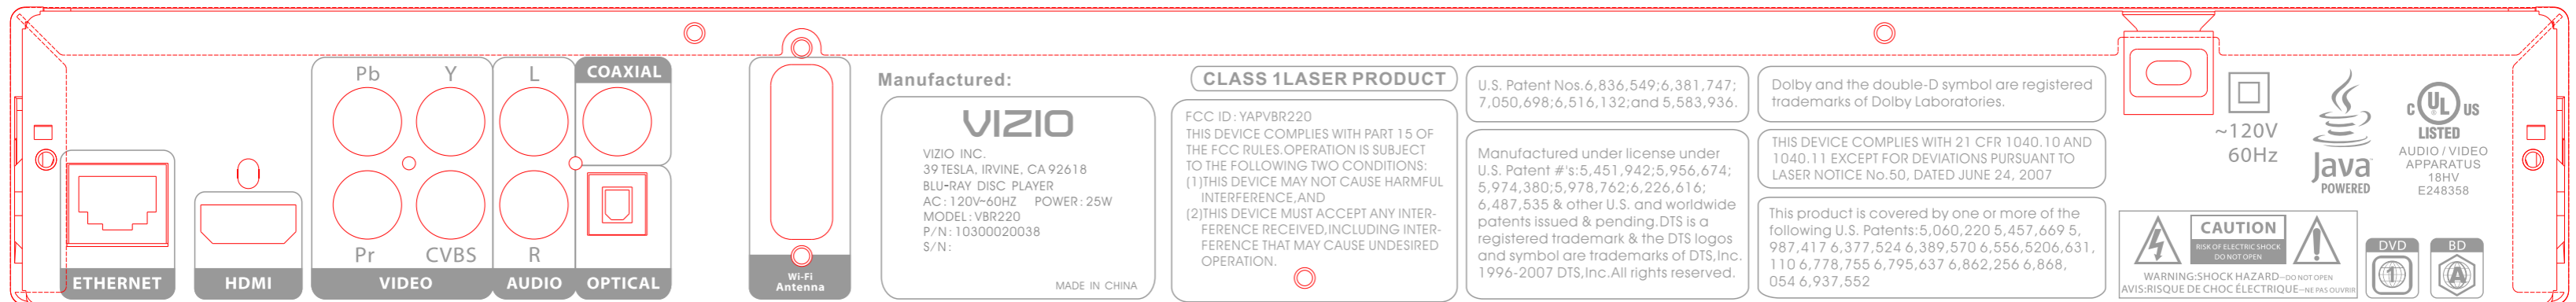 Pb
Y
Pr
CVBS
VIDEO
L
R
AUDIO
COAXIAL
OPTICAL
ETHERNET
HDMI
Wi-Fi
Antenna
Manufactured:
VIZIO
VIZIO INC.
39 TESLA, IRVINE, CA 92618
BLU-RAY DISC PLAYER
AC : 120V~60HZ POWER : 25W
MODEL : VBR220
P/N : 10300020038
S/N :
MADE IN CHINA
CLASS 1LASER PRODUCT
FCC ID : YAPVBR220
THIS DEVICE COMPLIES WITH PART 15 OF
THE FCC RULES.OPERATION IS SUBJECT
TO THE FOLLOWING TWO CONDITIONS:
(1)THIS DEVICE MAY NOT CAUSE HARMFUL
INTERFERENCE,AND
(2)THIS DEVICE MUST ACCEPT ANY INTER-
FERENCE RECEIVED,INCLUDING INTER-
FERENCE THAT MAY CAUSE UNDESIRED
OPERATION.
U.S. Patent Nos.6,836,549;6,381,747;
7,050,698;6,516,132;and 5,583,936.
Manufactured under license under
U.S. Patent #'s:5,451,942;5,956,674;
5,974,380;5,978,762;6,226,616;
6,487,535 & other U.S. and worldwide
patents issued & pending.DTS is a
registered trademark & the DTS logos
and symbol are trademarks of DTS,Inc.
1996-2007 DTS,Inc.All rights reserved.
Dolby and the double-D symbol are registered
trademarks of Dolby Laboratories.
THIS DEVICE COMPLIES WITH 21 CFR 1040.10 AND
1040.11 EXCEPT FOR DEVIATIONS PURSUANT TO
LASER NOTICE No.50, DATED JUNE 24, 2007
This product is covered by one or more of the
following U.S. Patents:5,060,220 5,457,669 5,
987,417 6,377,524 6,389,570 6,556,5206,631,
110 6,778,755 6,795,637 6,862,256 6,868,
054 6,937,552
~120V
60Hz
Java
POWERED
C UL US
LISTED
AUDIO / VIDEO
APPARATUS
18HV
E248358
CAUTION
RISK OF ELECTRIC SHOCK
DO NOT OPEN
WARNING:SHOCK HAZARD—DO NOT OPEN
AVIS:RISQUE DE CHOC ÉLECTRIQUE—NE PAS OUVRIR
DVD
1
BD
A